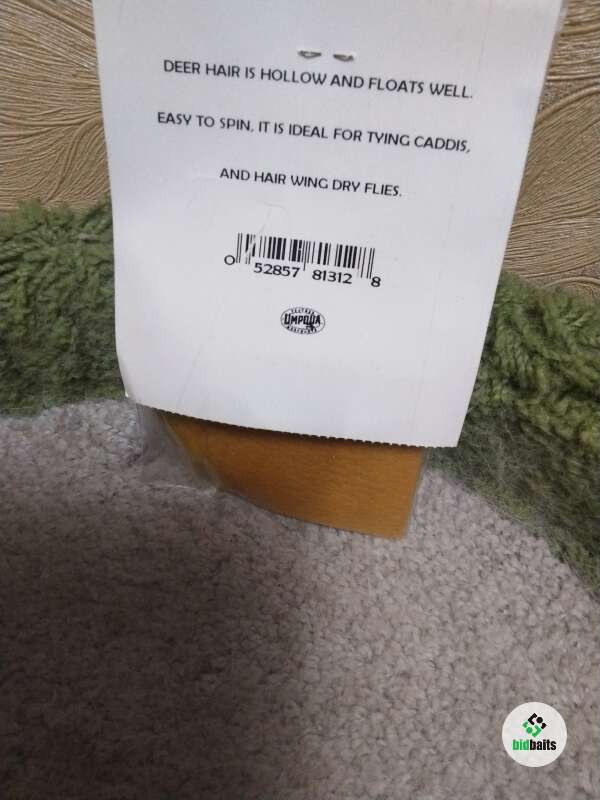 DEER HAIR IS HOLLOW AND FLOATS WELL.
EASY TO SPIN, IT IS IDEAL FOR TYING CADDIS,
AND HAIR WING DRY FLIES.
0 52857 81312 8
UMPQUA
bidbaits